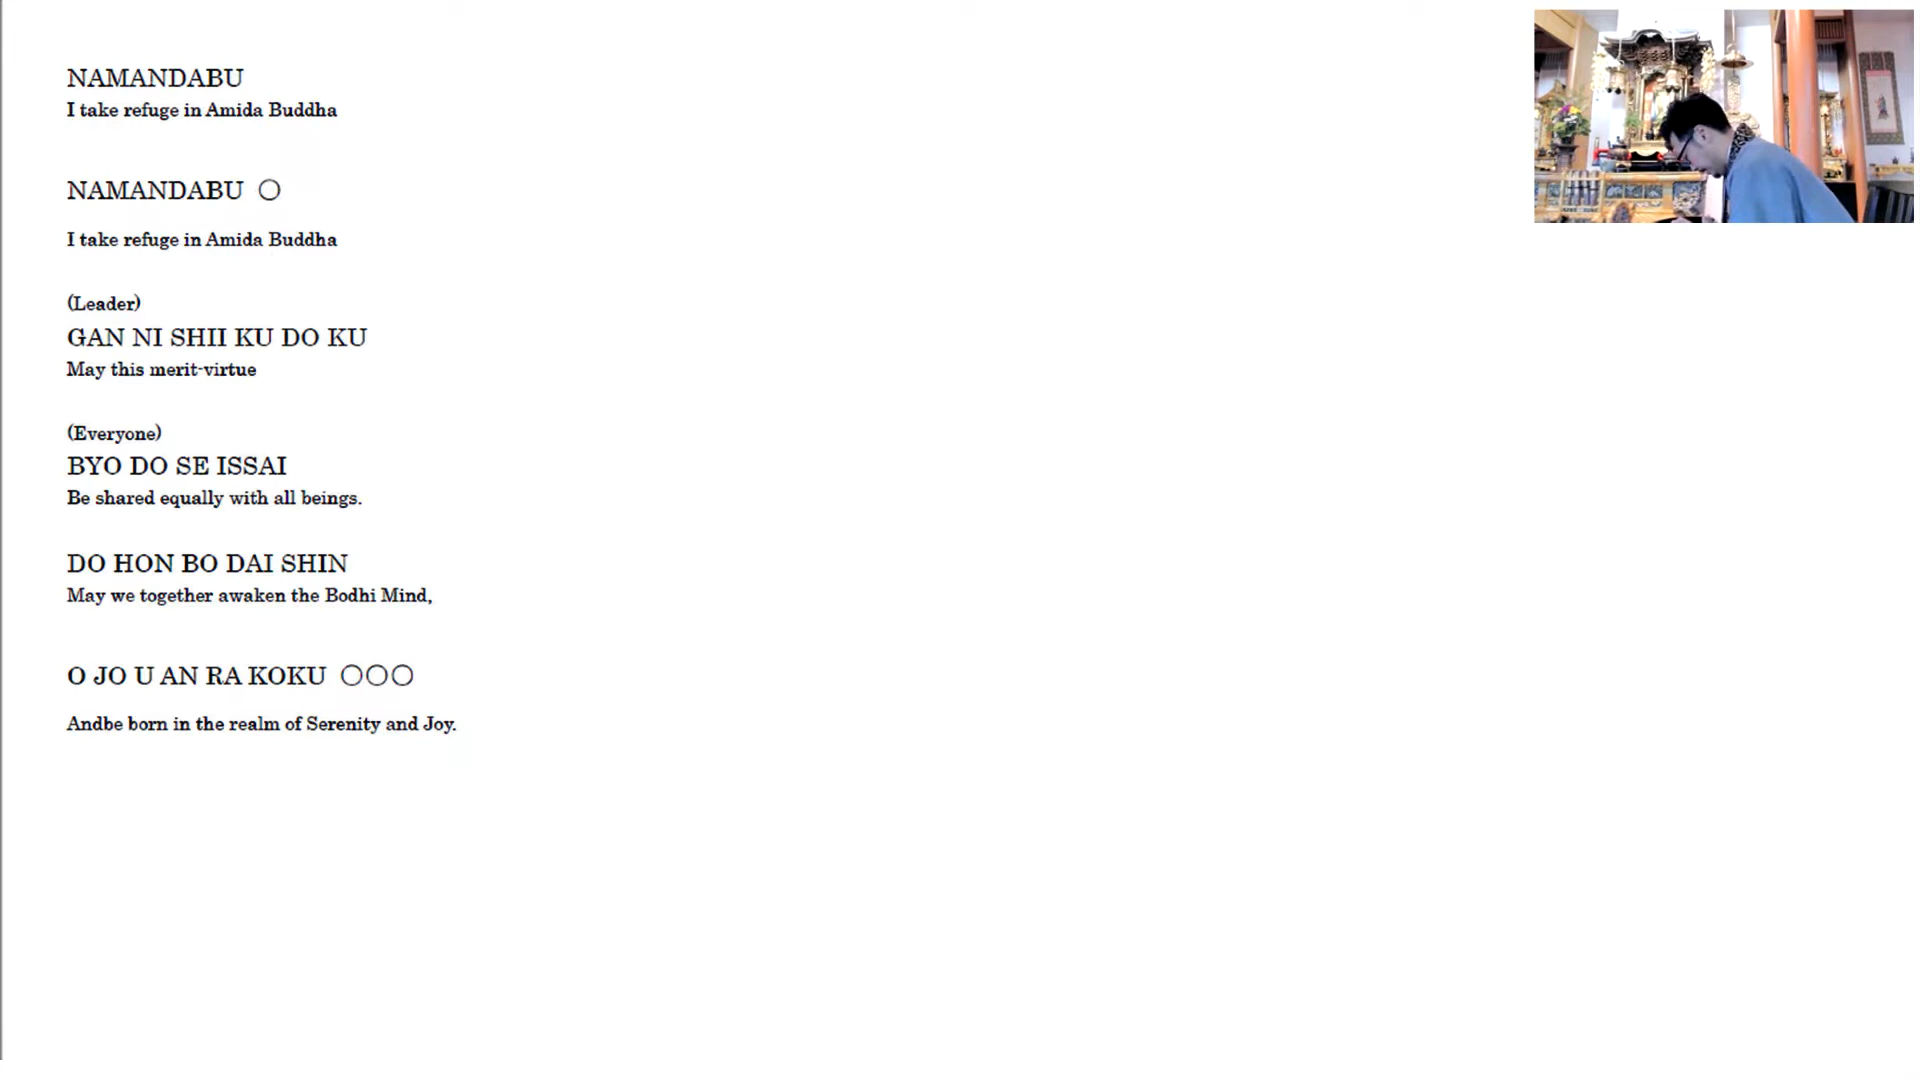 NAMANDABU
I take refuge in Amida Buddha
NAMANDABU ○
I take refuge in Amida Buddha
(Leader)
GAN NI SHII KU DO KU
May this merit-virtue
(Everyone)
BYO DO SE ISSAI
Be shared equally with all beings.
DO HON BO DAI SHIN
May we together awaken the Bodhi Mind,
O JO U AN RA KOKU ○○○
Andbe born in the realm of Serenity and Joy.